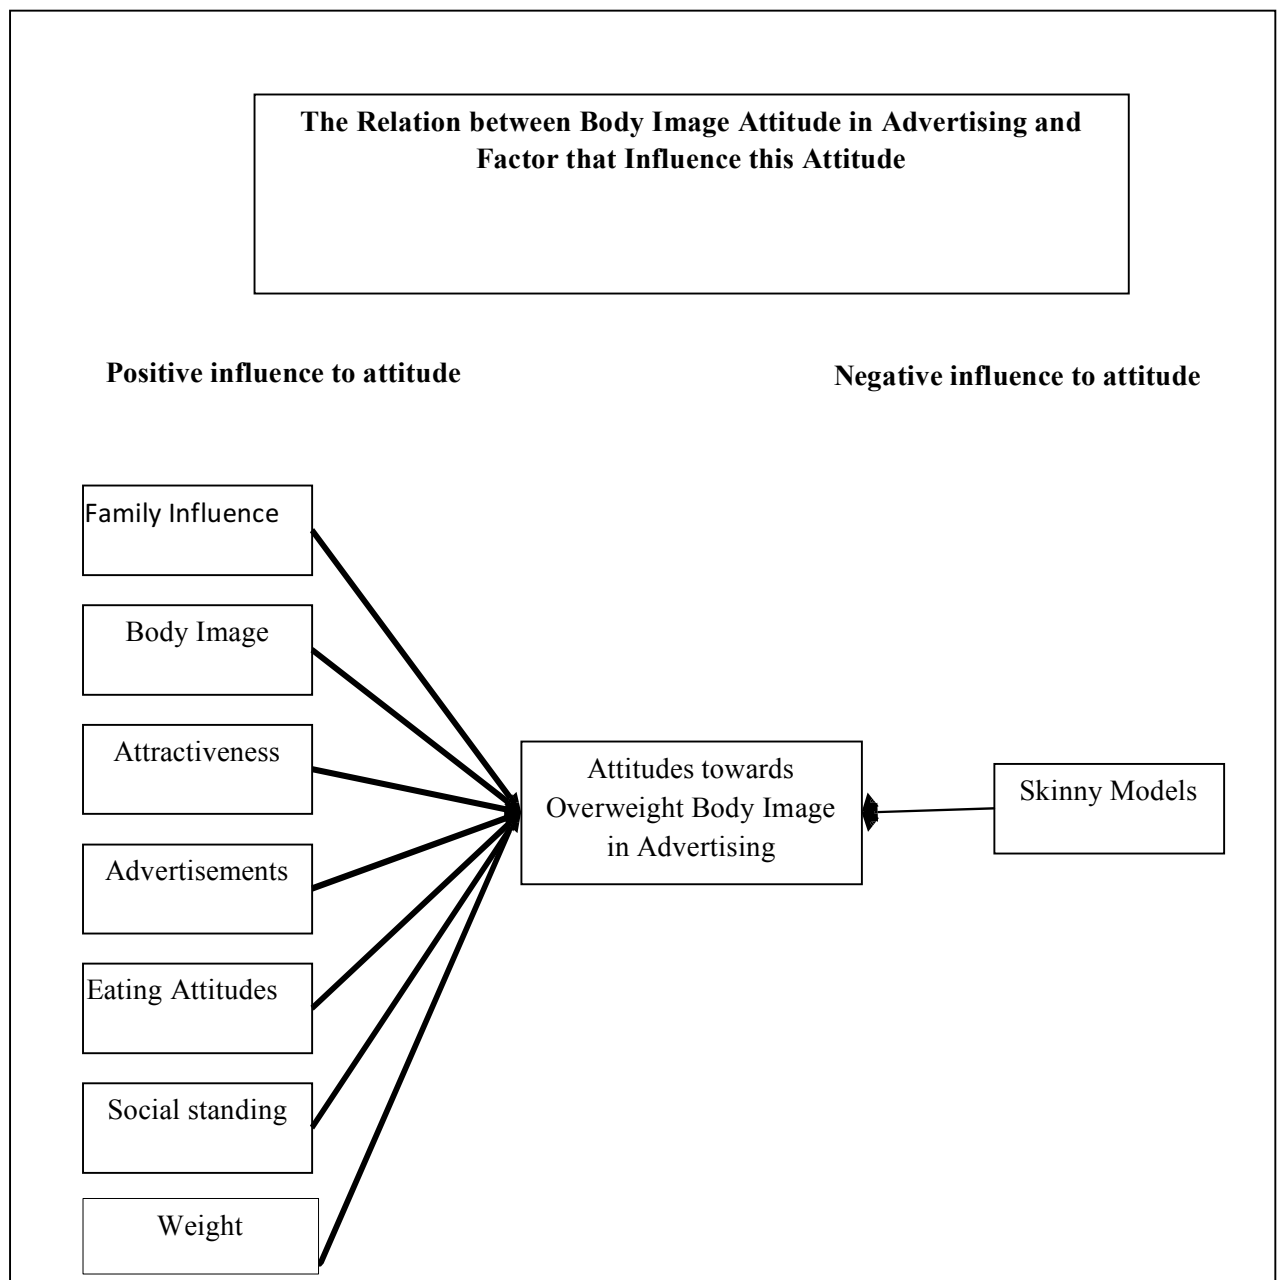 The Relation between Body Image Attitude in Advertising and
Factor that Influence this Attitude
Positive influence to attitude
Negative influence to attitude
Family Influence
Body Image
Attractiveness
Advertisements
Eating Attitudes
Social standing
Weight
Attitudes towards
Overweight Body Image
in Advertising
Skinny Models